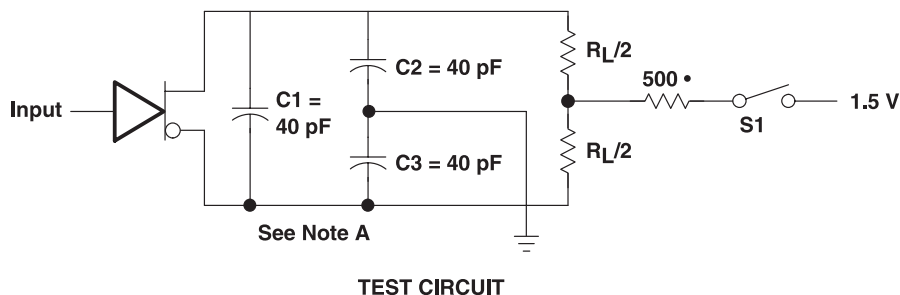 Input
C1 =
40 pF
C2 = 40 pF
C3 = 40 pF
RL/2
500 •
S1
1.5 V
RL/2
See Note A
TEST CIRCUIT